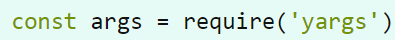 const args = require('yargs')